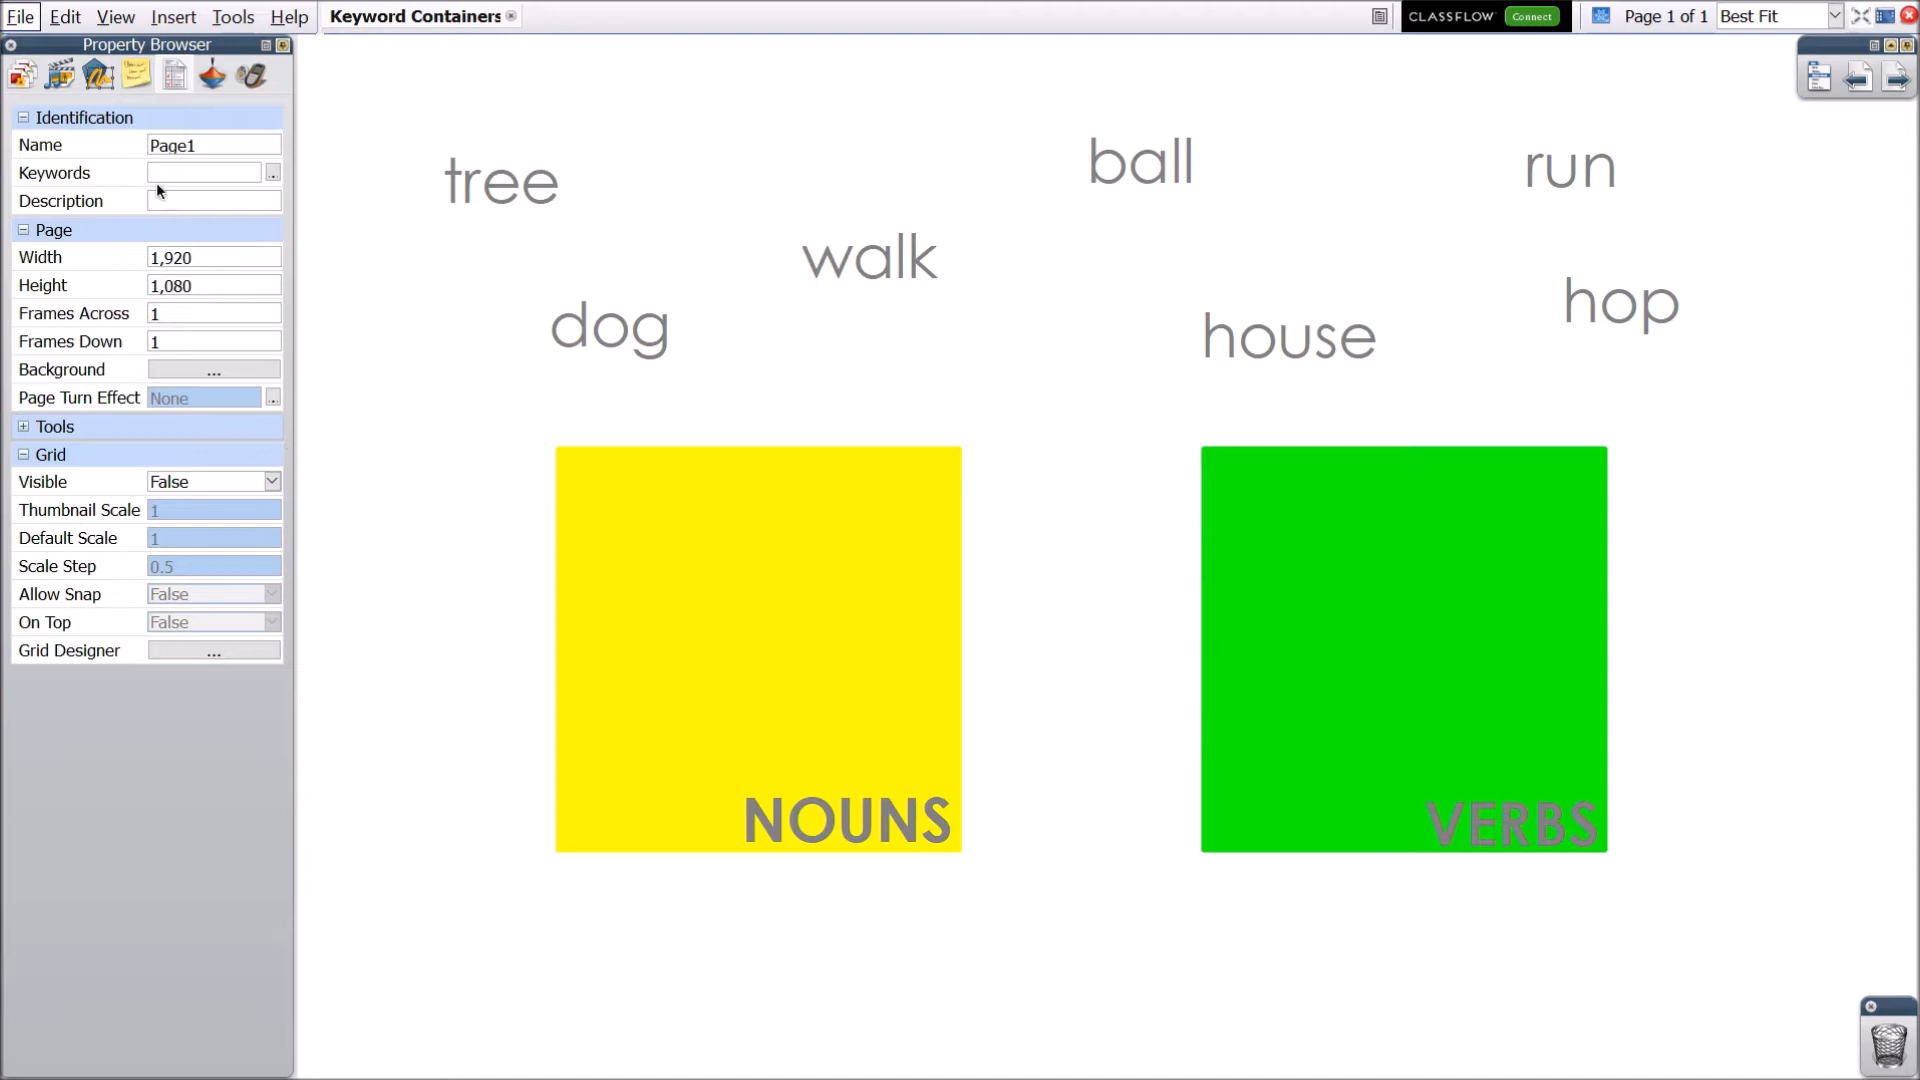 File Edit View Insert Tools Help
Keyword Containers
CLASSFLOW Connect
Page 1 of 1
Best Fit
Property Browser
Identification
Name Page1
Keywords ..
Description
Page
Width 1,920
Height 1,080
Frames Across 1
Frames Down 1
Background ...
Page Turn Effect None ..
Tools
Grid
Visible False
Thumbnail Scale 1
Default Scale 1
Scale Step 0.5
Allow Snap False
On Top False
Grid Designer ...
tree
ball
run
walk
dog
house
hop
NOUNS
VERBS